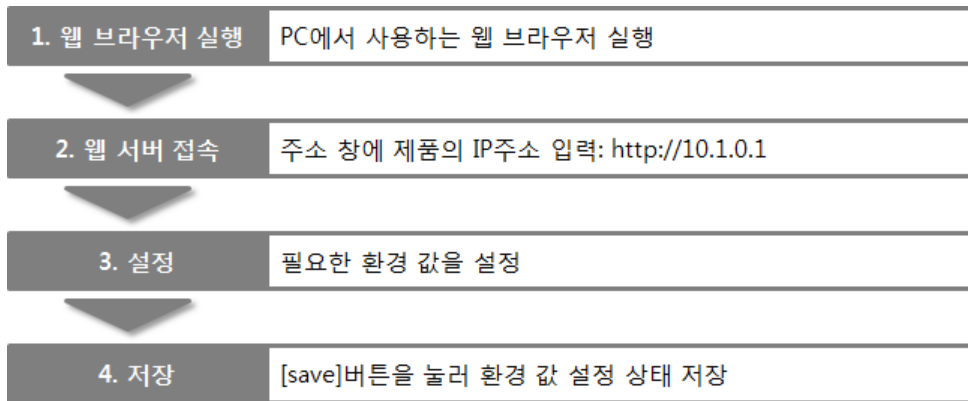 1. 웹 브라우저 실행 PC에서 사용하는 웹 브라우저 실행
2. 웹 서버 접속 주소 창에 제품의 IP주소 입력: http://10.1.0.1
3. 설정 필요한 환경 값을 설정
4. 저장 [save]버튼을 눌러 환경 값 설정 상태 저장